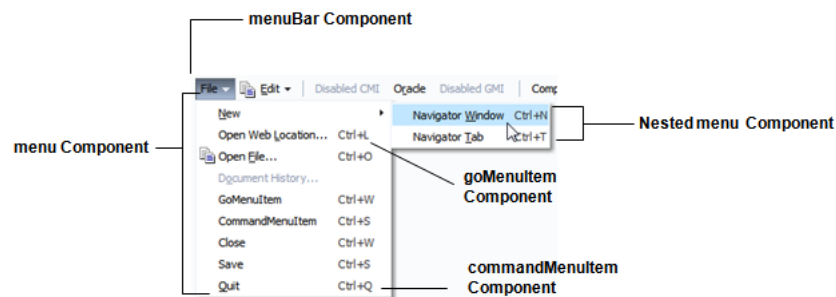 menuBar Component
File Edit Disabled CMI Oracle Disabled GMI Comp
New Navigator Window Ctrl+N
Open Web Location... Ctrl+L Navigator Tab Ctrl+T
Nested menu Component
menu Component
Open File... Ctrl+O
Document History...
goMenuItem
Component
GoMenuItem Ctrl+W
CommandMenuItem Ctrl+S
Close Ctrl+W
Save Ctrl+S
commandMenuItem
Component
Quit Ctrl+Q